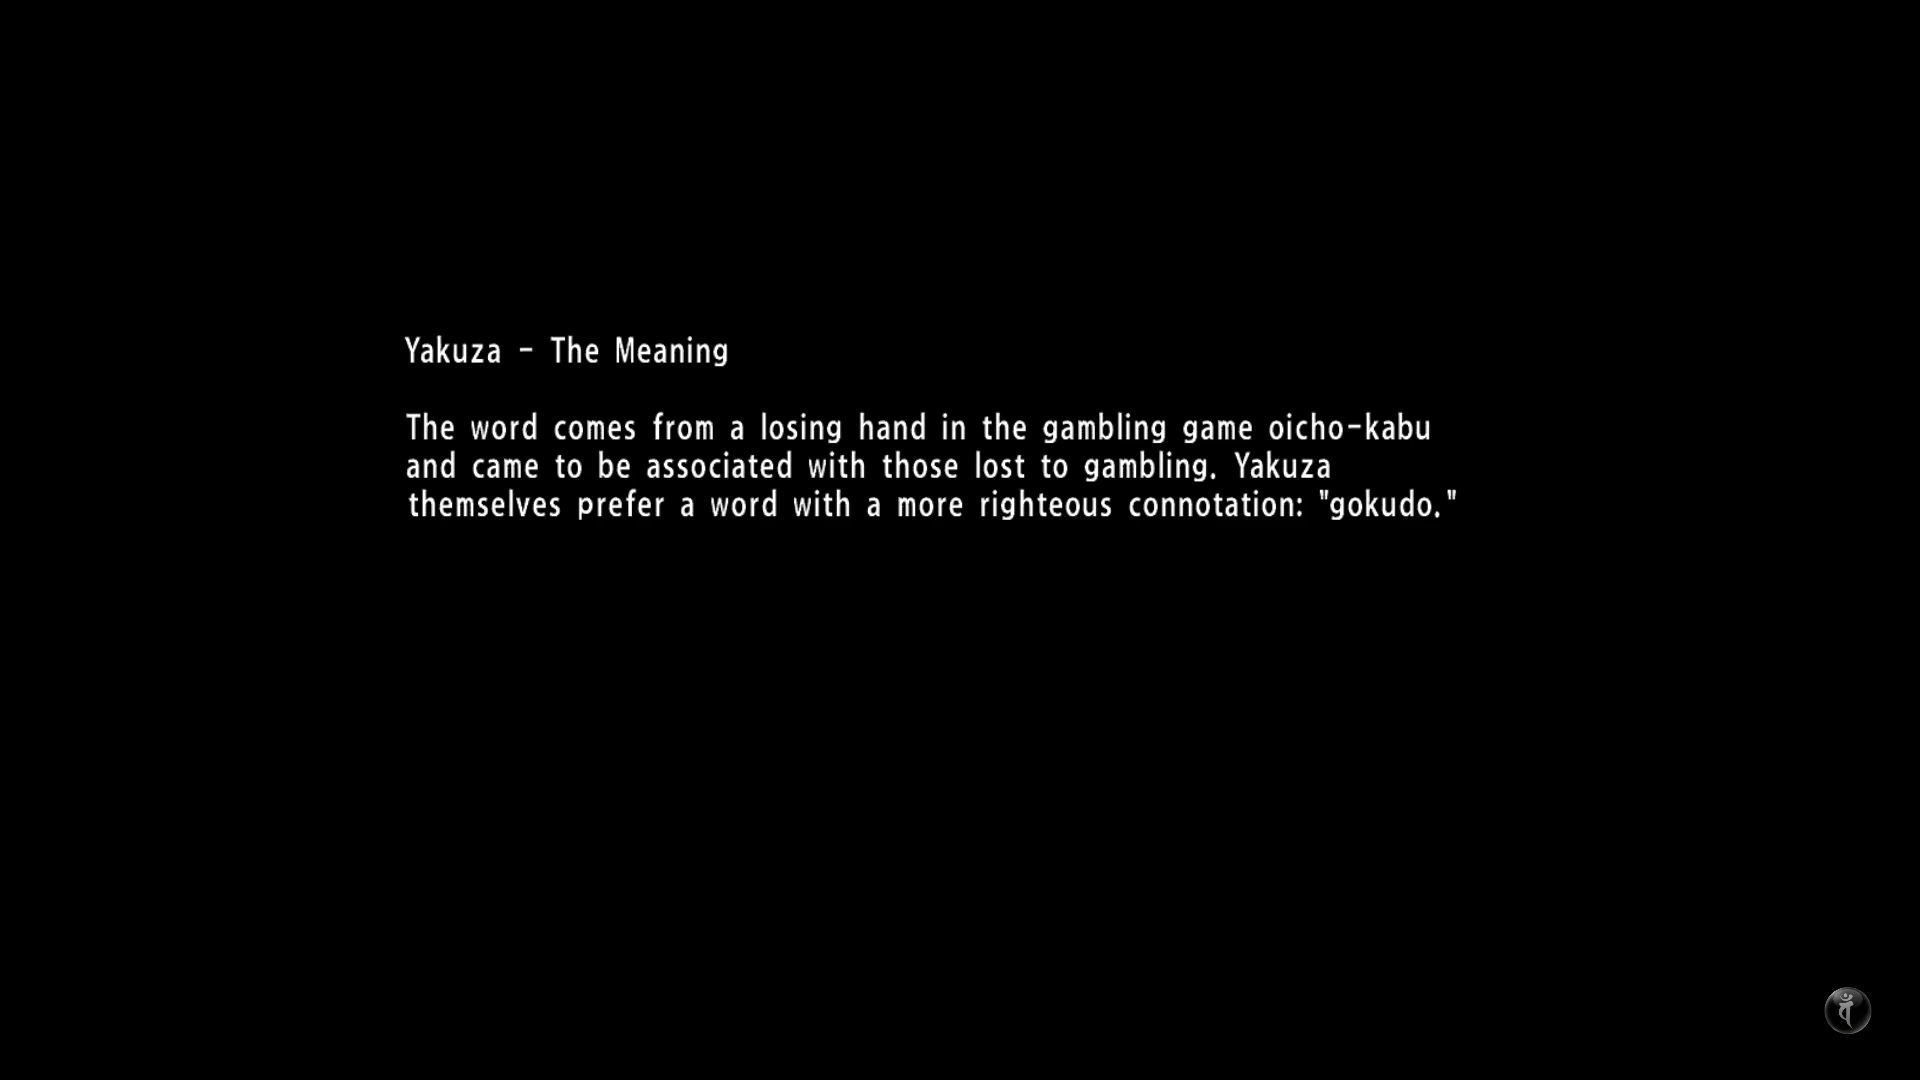 Yakuza - The Meaning
The word comes from a losing hand in the gambling game oicho-kabu
and came to be associated with those lost to gambling. Yakuza
themselves prefer a word with a more righteous connotation: "gokudo."